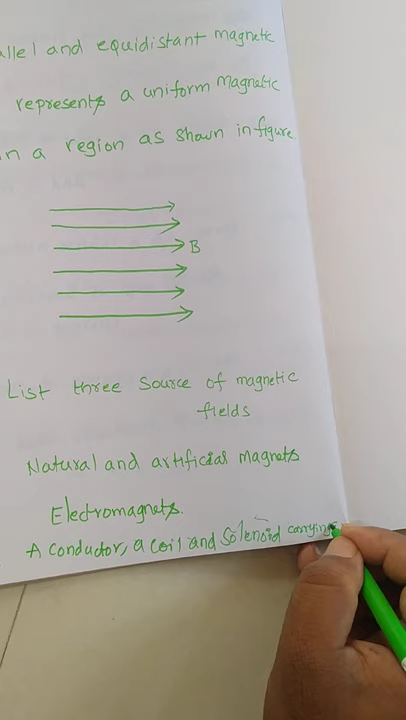 allel and equidistant magnetic
represents a uniform magnetic
in a region as shown in figure
B
List three source of magnetic
fields
Natural and artificial magnets
Electromagnets.
A conductor, a coil and Solenoid carrying